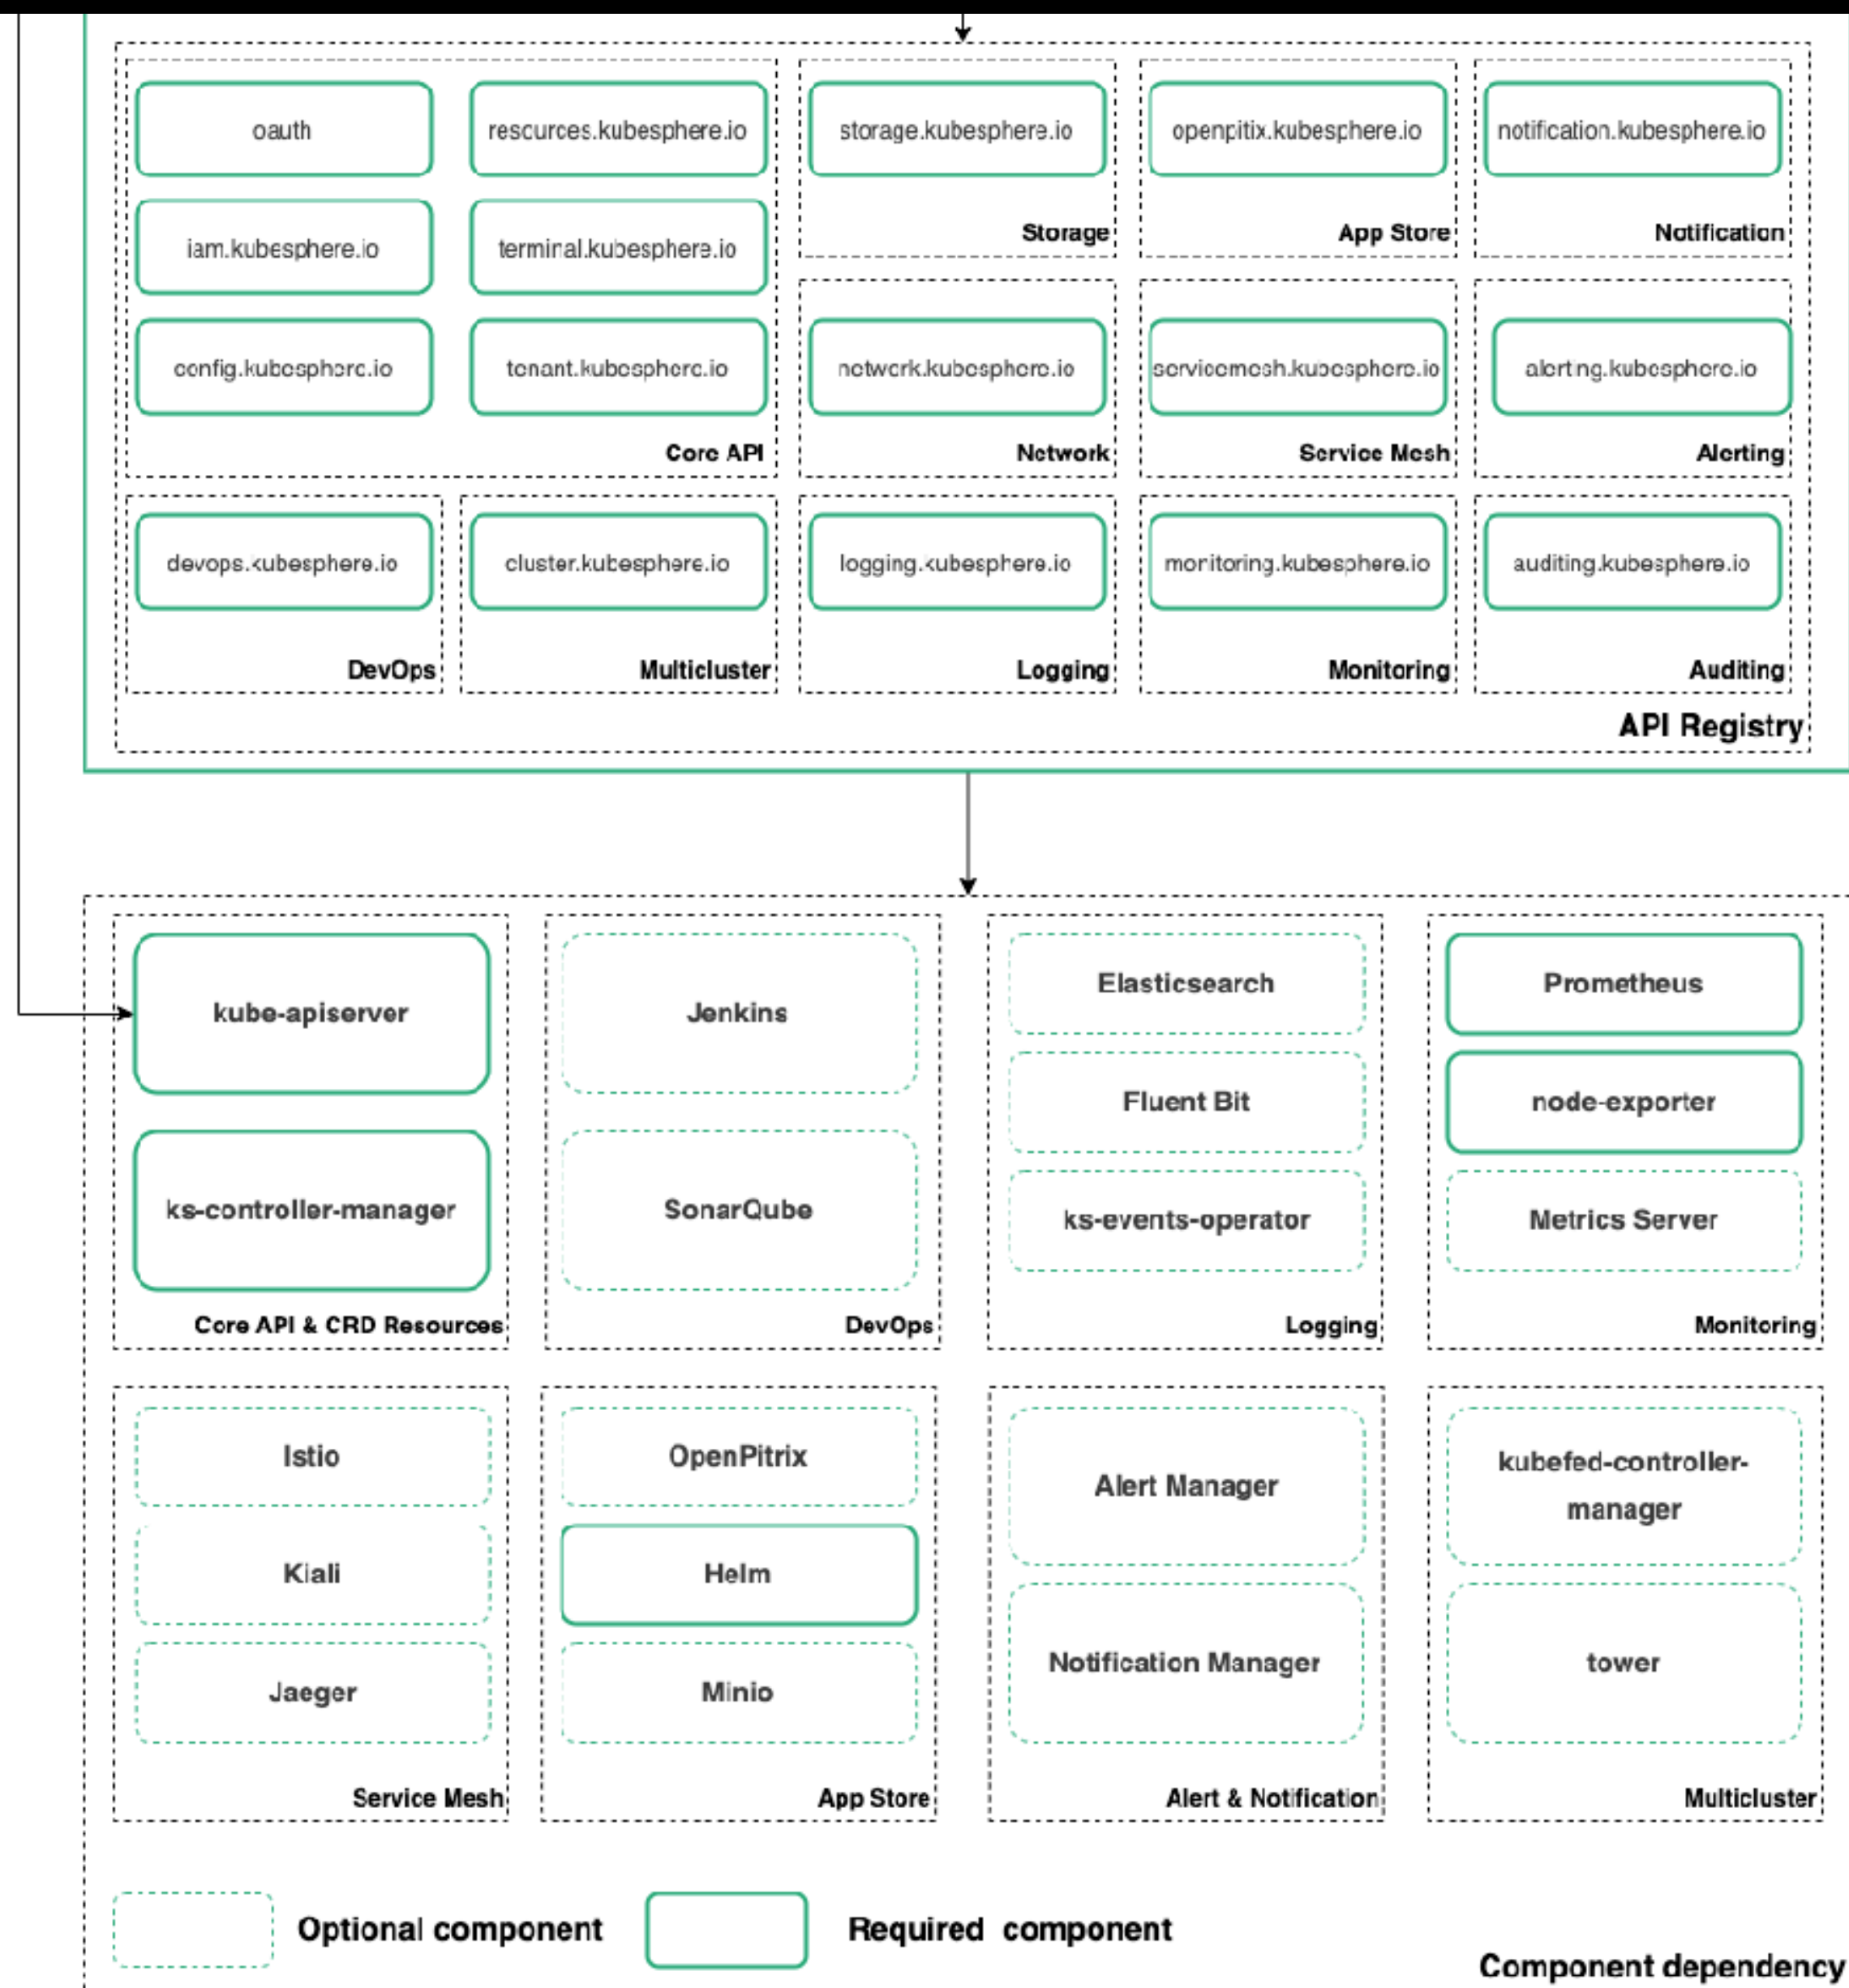 oauth
resources.kubesphere.io
storage.kubesphere.io
openpitix.kubesphere.io
notification.kubesphere.io
Storage
App Store
Notification
iam.kubesphere.io
terminal.kubesphere.io
config.kubesphere.io
tenant.kubesphere.io
network.kubesphere.io
servicemesh.kubesphere.io
alerting.kubesphere.io
Core API
Network
Service Mesh
Alerting
devops.kubesphere.io
cluster.kubesphere.io
logging.kubesphere.io
monitoring.kubesphere.io
auditing.kubesphere.io
DevOps
Multicluster
Logging
Monitoring
Auditing
API Registry
kube-apiserver
ks-controller-manager
Core API & CRD Resources
Jenkins
SonarQube
DevOps
Elasticsearch
Fluent Bit
ks-events-operator
Logging
Prometheus
node-exporter
Metrics Server
Monitoring
Istio
Kiali
Jaeger
Service Mesh
OpenPitrix
Helm
Minio
App Store
Alert Manager
Notification Manager
Alert & Notification
kubefed-controller-
manager
tower
Multicluster
Optional component
Required component
Component dependency